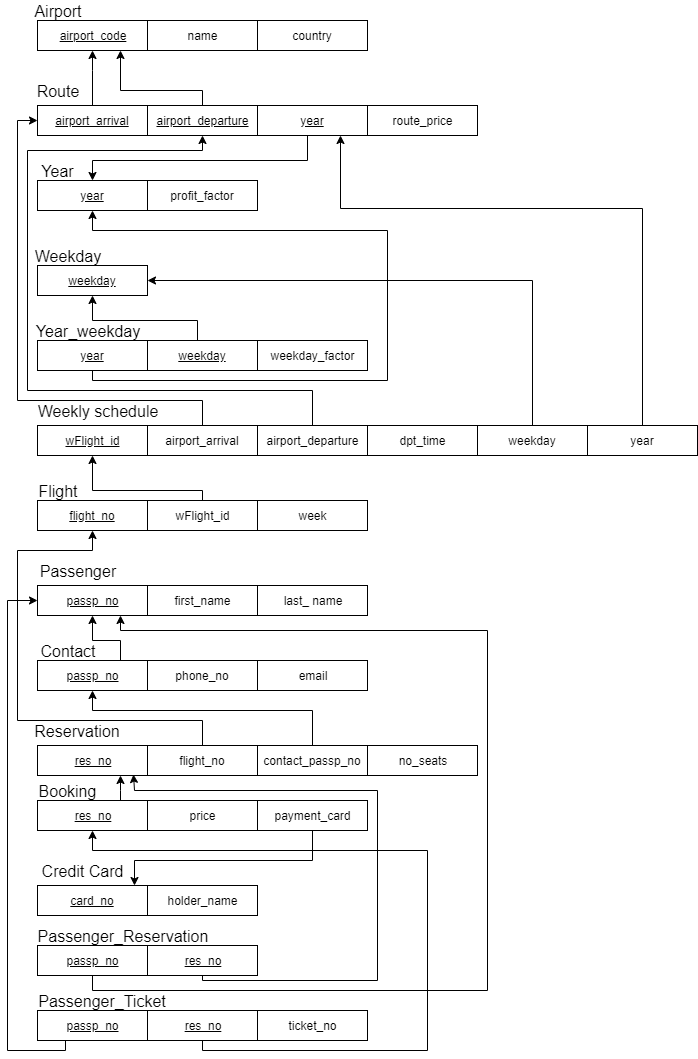 Airport
airport_code name country
Route
airport_arrival airport_departure year route_price
Year
year profit_factor
Weekday
weekday
Year_weekday
year weekday weekday_factor
Weekly schedule
wFlight_id airport_arrival airport_departure dpt_time weekday year
Flight
flight_no wFlight_id week
Passenger
passp_no first_name last_ name
Contact
passp_no phone_no email
Reservation
res_no flight_no contact_passp_no no_seats
Booking
res_no price payment_card
Credit Card
card_no holder_name
Passenger_Reservation
passp_no res_no
Passenger_Ticket
passp_no res_no ticket_no